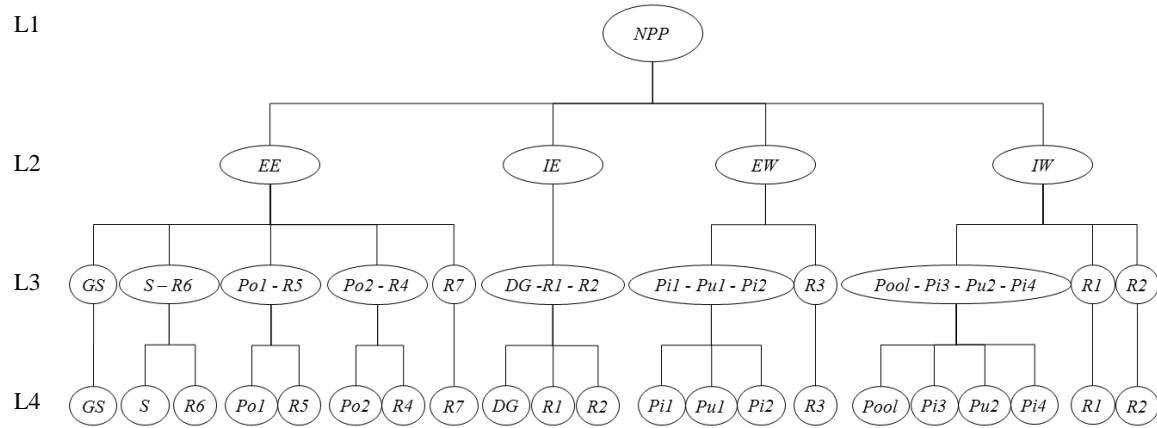 L1
NPP
L2
EE IE EW IW
L3
GS S – R6 Po1 - R5 Po2 - R4 R7 DG -R1 - R2 Pi1 - Pu1 - Pi2 R3 Pool - Pi3 - Pu2 - Pi4 R1 R2
L4
GS S R6 Po1 R5 Po2 R4 R7 DG R1 R2 Pi1 Pu1 Pi2 R3 Pool Pi3 Pu2 Pi4 R1 R2